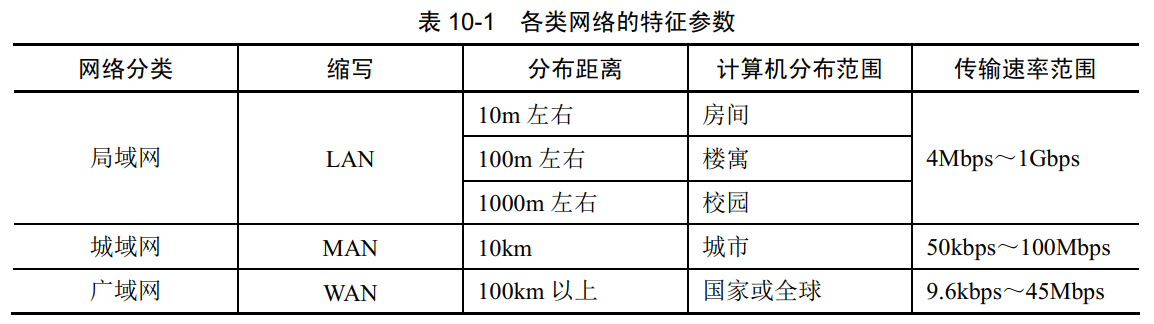 表 10-1 各类网络的特征参数
网络分类 缩写 分布距离 计算机分布范围 传输速率范围
局域网 LAN 10m 左右 房间 4Mbps～1Gbps
100m 左右 楼寓
1000m 左右 校园
城域网 MAN 10km 城市 50kbps～100Mbps
广域网 WAN 100km 以上 国家或全球 9.6kbps～45Mbps